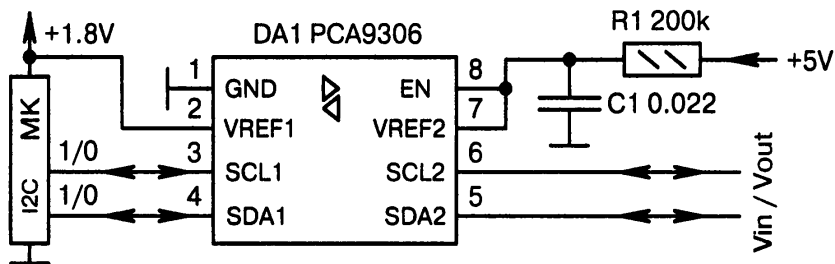 +1.8V
DA1 PCA9306
R1 200k
+5V
1
GND
EN
8
2
VREF1
VREF2
7
C1 0.022
MK
I2C
1/0
3
SCL1
SCL2
6
1/0
4
SDA1
SDA2
5
Vin / Vout